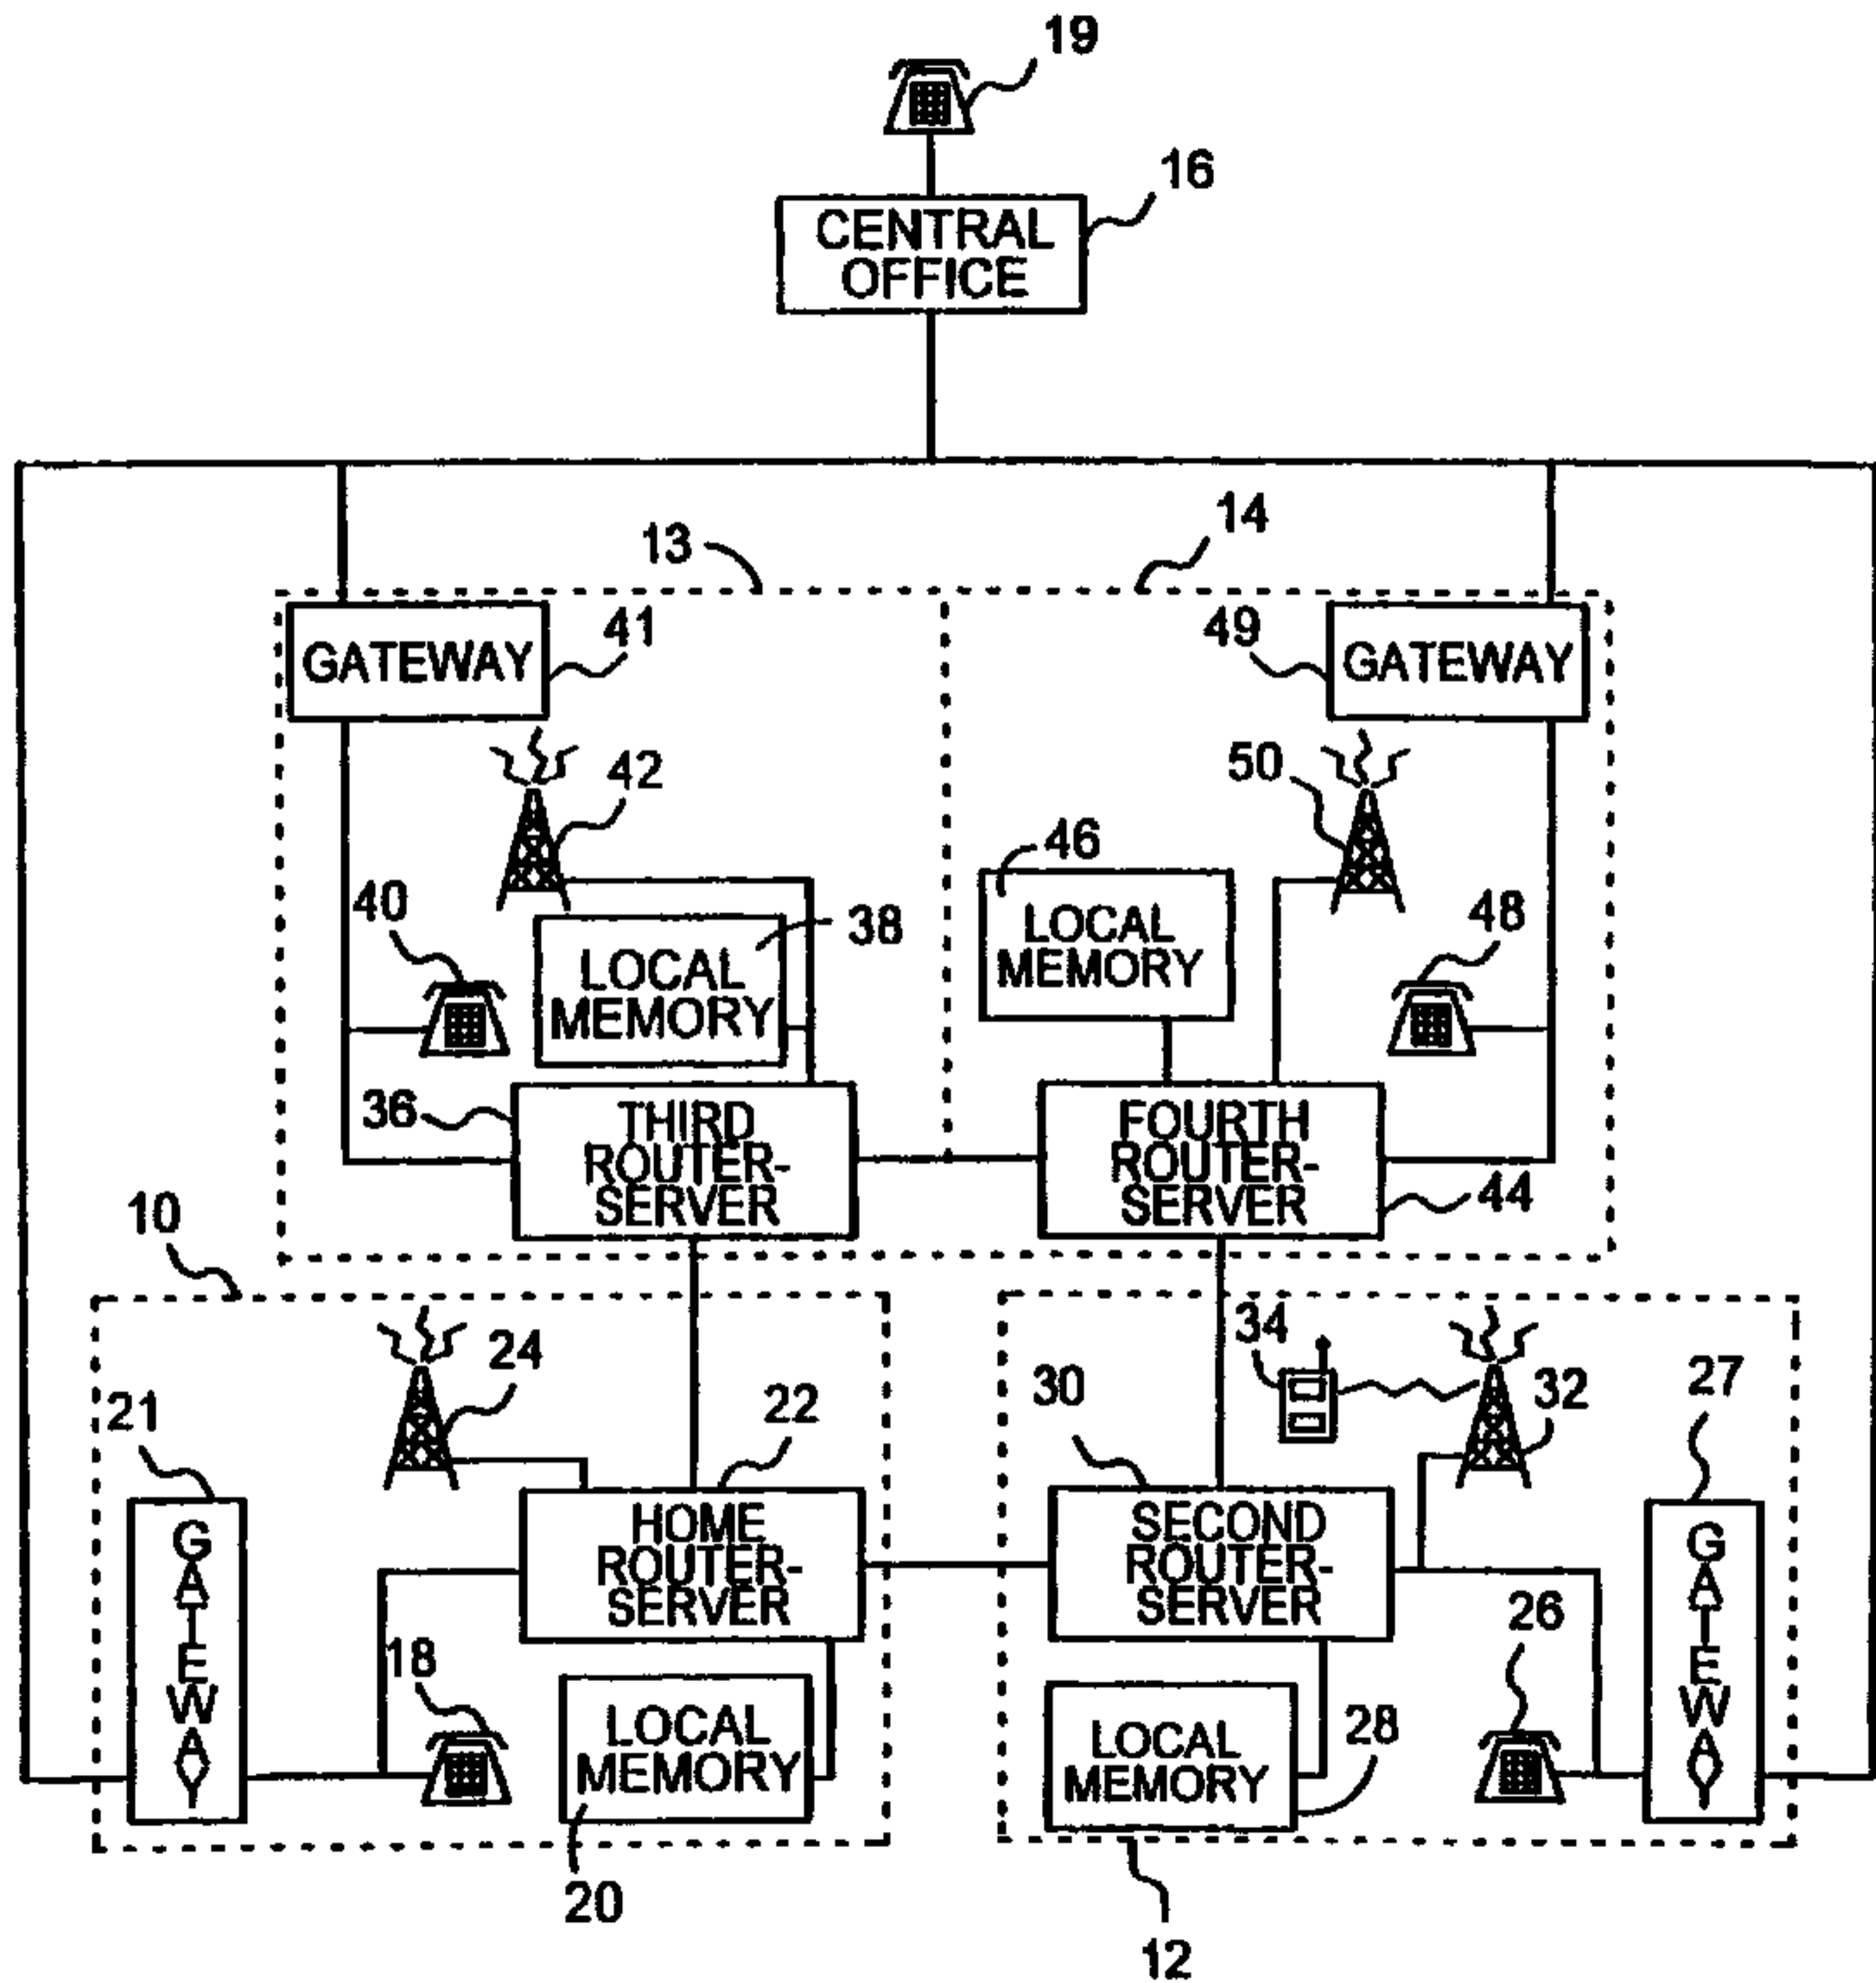 19
16
CENTRAL
OFFICE
13
14
GATEWAY
41
49
GATEWAY
42
50
46
40
LOCAL
MEMORY
38
LOCAL
MEMORY
48
36
THIRD
ROUTER-
SERVER
FOURTH
ROUTER-
SERVER
44
10
24
34
21
22
30
32
27
GATEWAY
HOME
ROUTER-
SERVER
SECOND
ROUTER-
SERVER
GATEWAY
18
26
LOCAL
MEMORY
LOCAL
MEMORY
28
20
12